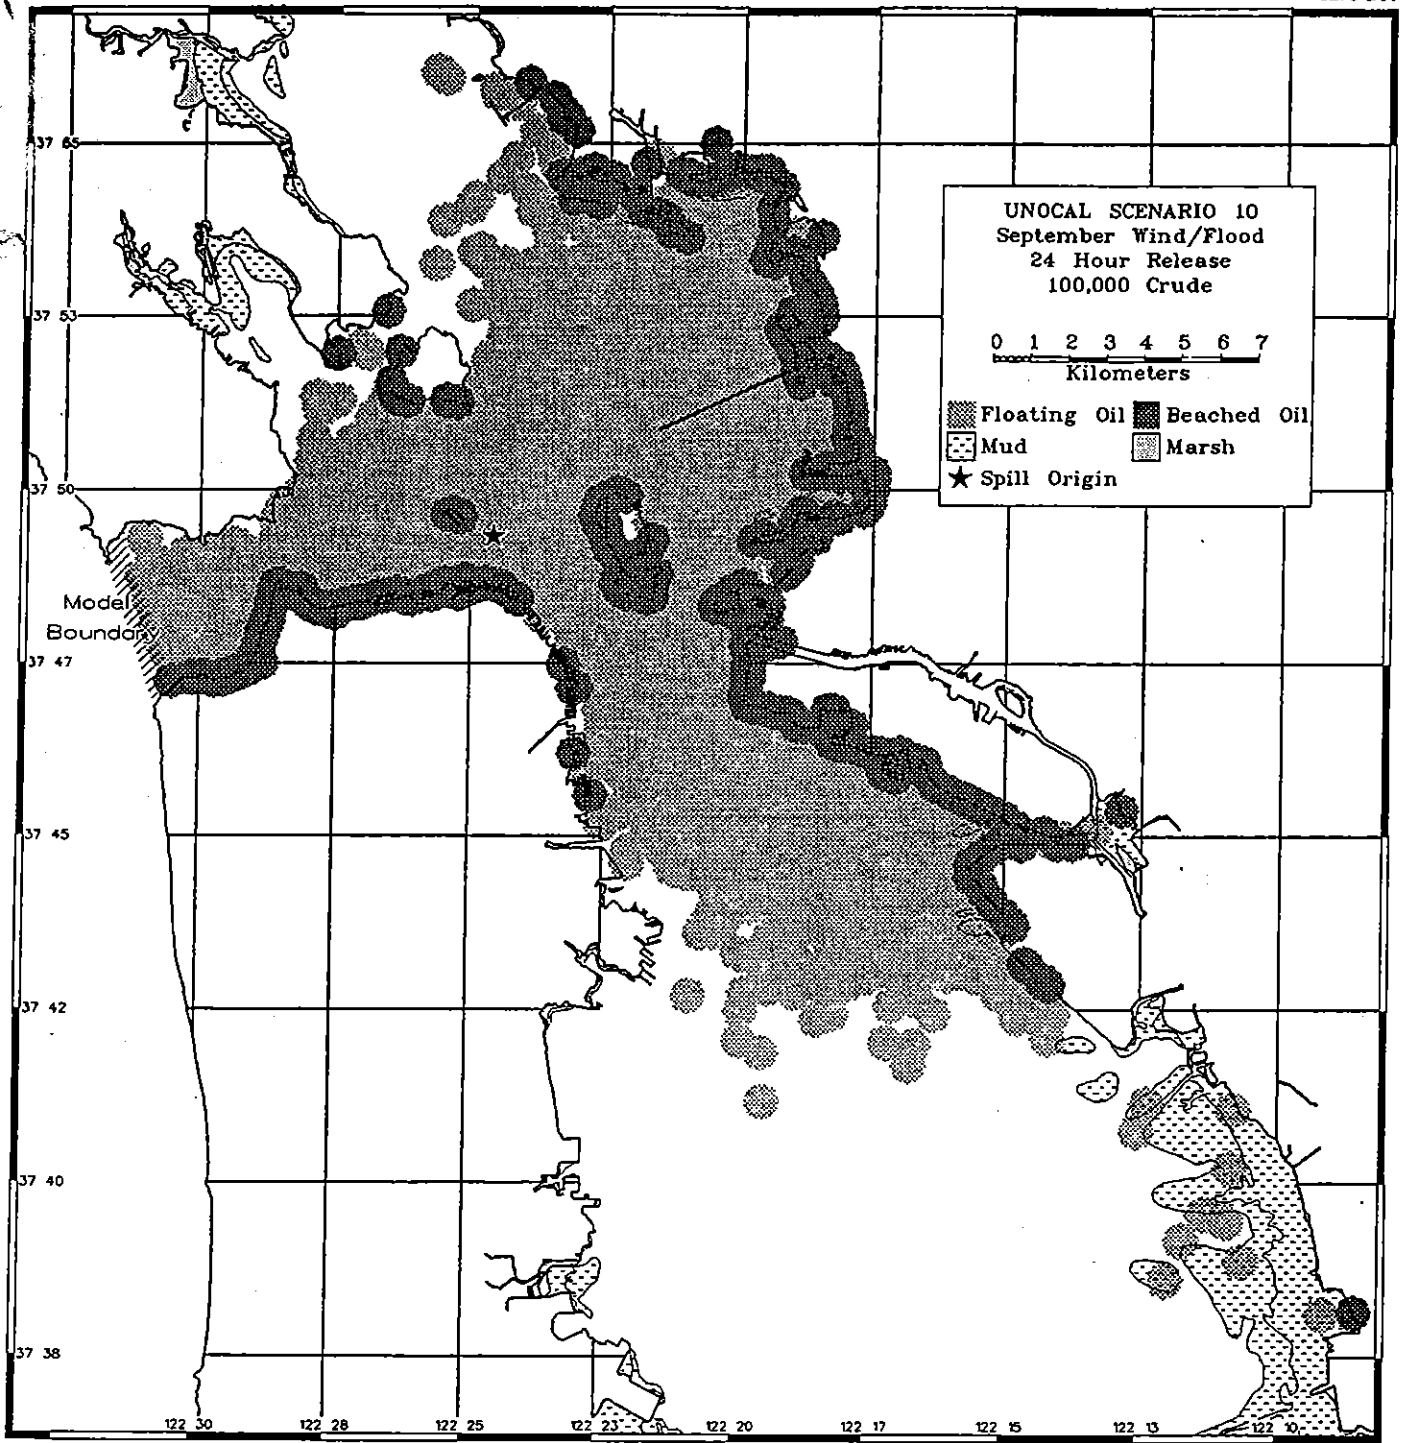 UNOCAL SCENARIO 10
September Wind/Flood
24 Hour Release
100,000 Crude
0 1 2 3 4 5 6 7
Kilometers
Floating Oil Beached Oil
Mud Marsh
Spill Origin
37 53
37 50
Model
Boundary
37 47
37 45
37 42
37 40
37 38
122 30 122 28 122 25 122 23 122 20 122 17 122 15 122 13 122 10